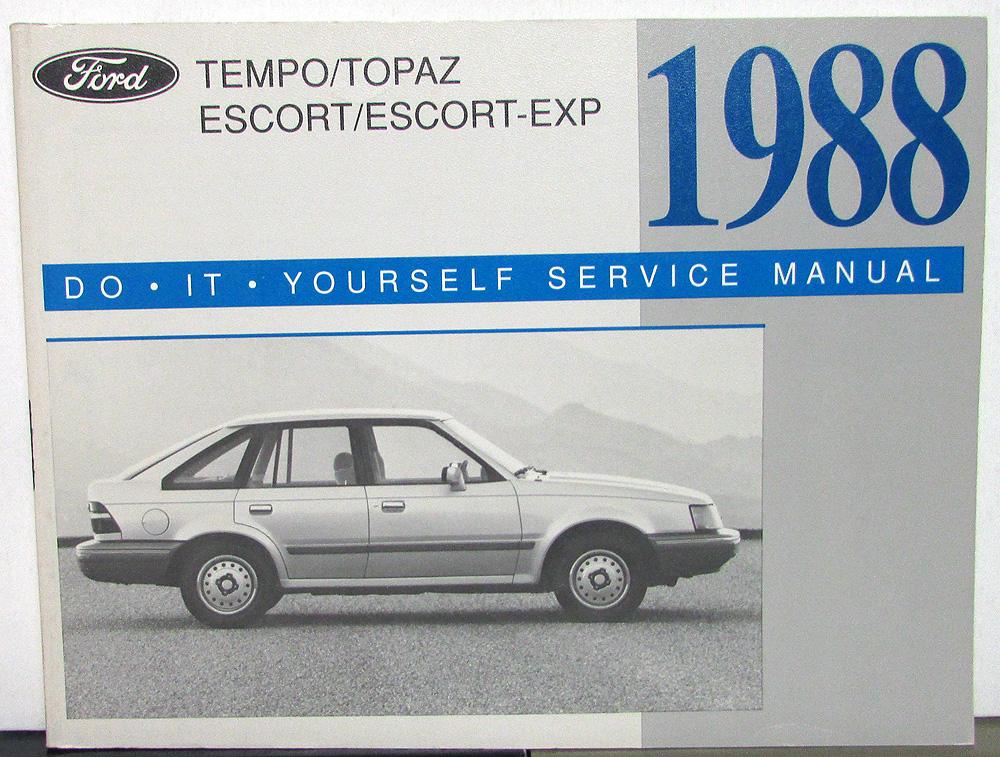 Ford
TEMPO/TOPAZ
ESCORT/ESCORT-EXP
1988
DO • IT • YOURSELF SERVICE MANUAL